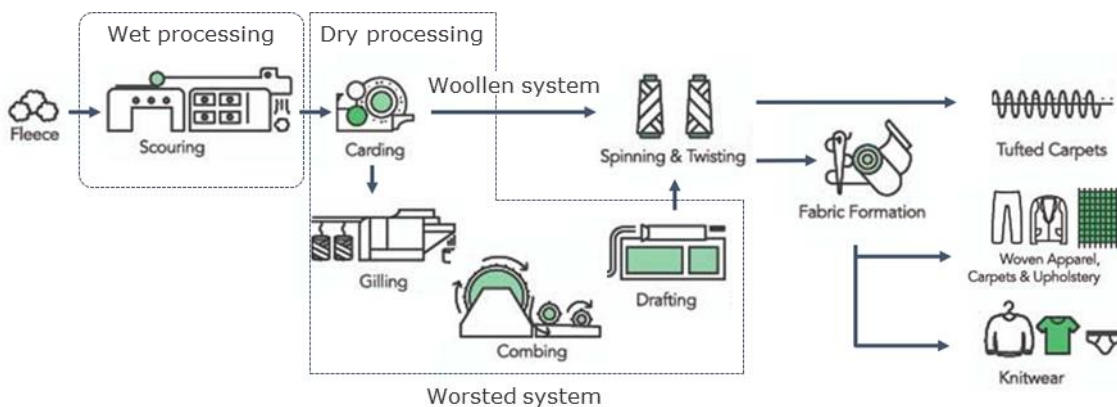 Wet processing
Dry processing
Woollen system
Fleece
Scouring
Carding
Spinning & Twisting
Tufted Carpets
Fabric Formation
Gilling
Combing
Drafting
Woven Apparel,
Carpets & Upholstery
Knitwear
Worsted system